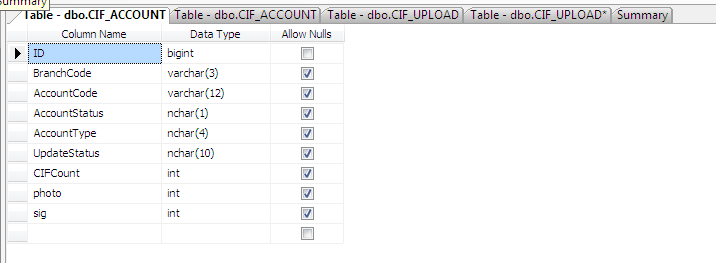 Summary
Table - dbo.CIF_ACCOUNT Table - dbo.CIF_ACCOUNT Table - dbo.CIF_UPLOAD Table - dbo.CIF_UPLOAD* Summary
Column Name Data Type Allow Nulls
ID bigint
BranchCode varchar(3)
AccountCode varchar(12)
AccountStatus nchar(1)
AccountType nchar(4)
UpdateStatus nchar(10)
CIFCount int
photo int
sig int